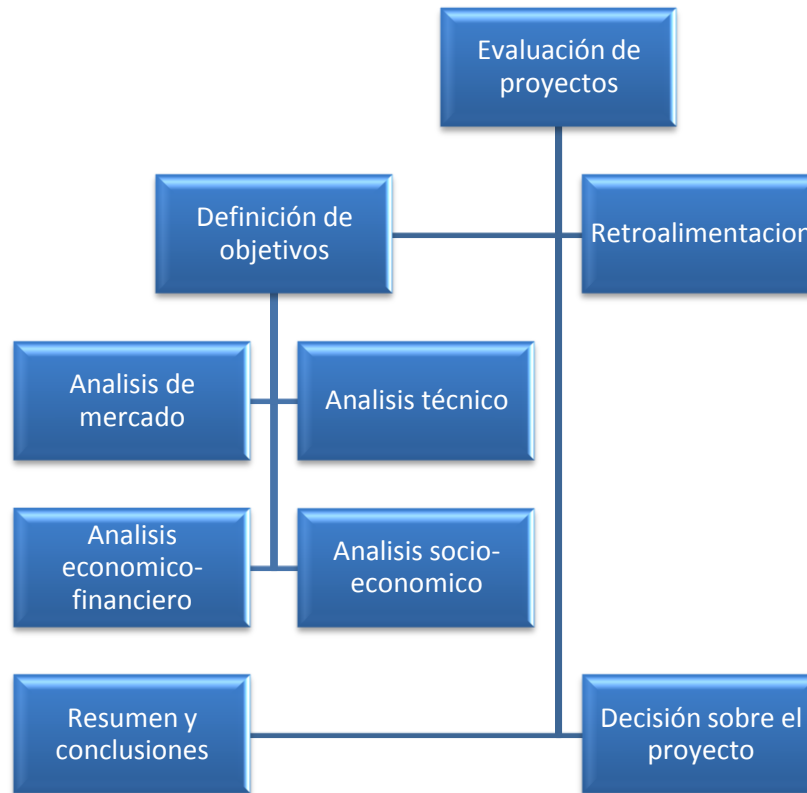 Evaluación de
proyectos
Definición de
objetivos
Retroalimentacion
Analisis de
mercado
Analisis técnico
Analisis
economico-
financiero
Analisis socio-
economico
Resumen y
conclusiones
Decisión sobre el
proyecto